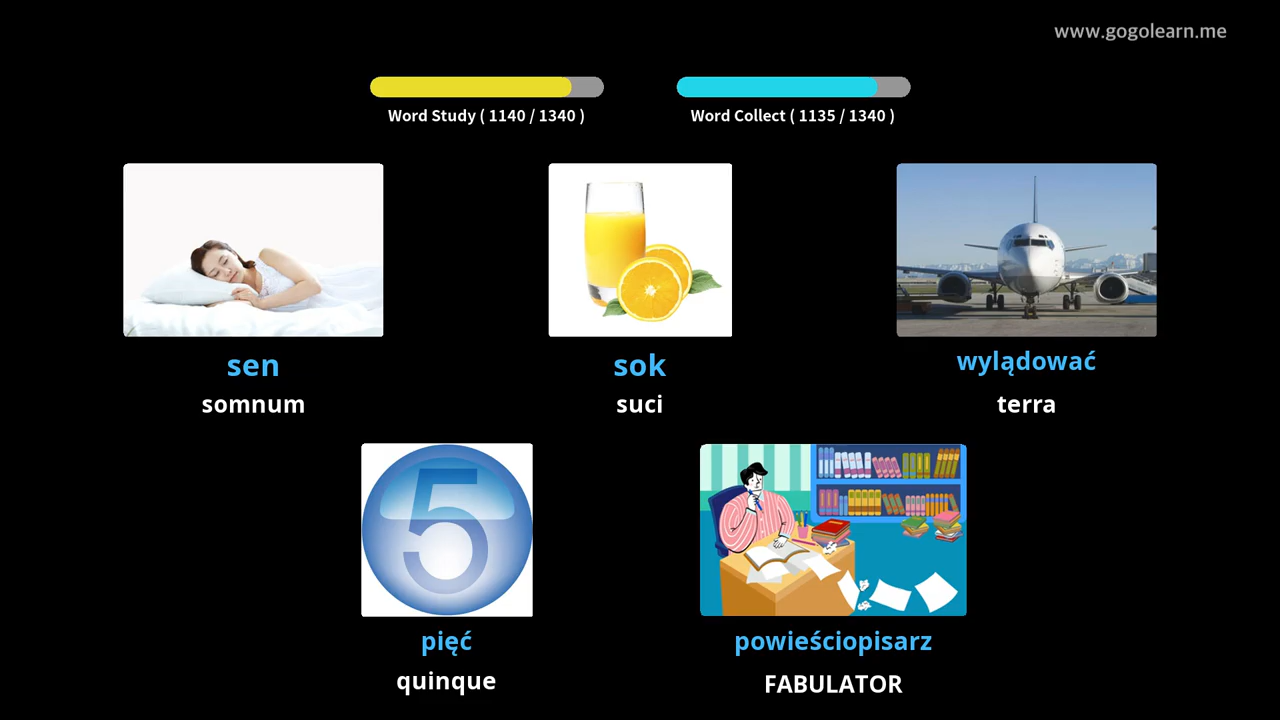 www.gogolearn.me
Word Study ( 1140 / 1340 )
Word Collect ( 1135 / 1340 )
sen
somnum
sok
suci
wylądować
terra
5
pięć
quinque
powieściopisarz
FABULATOR